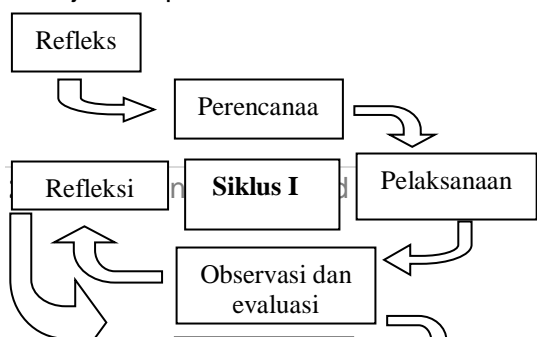 Refleks
Perencanaa
Refleksi
Siklus I
Pelaksanaan
Observasi dan
evaluasi